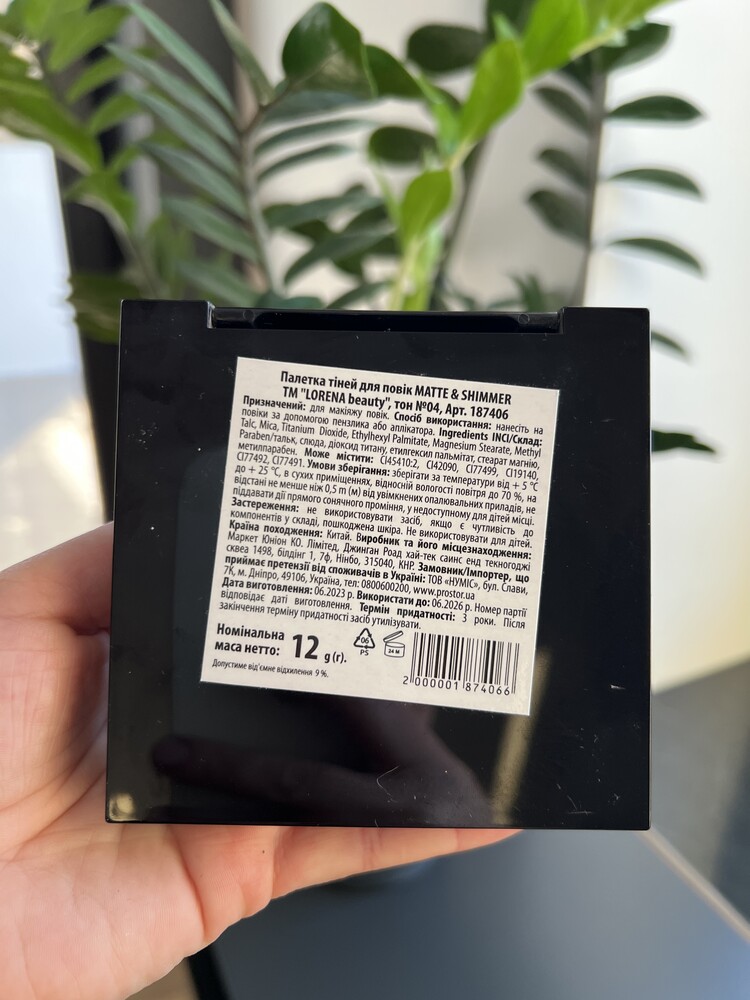 Палетка тіней для повік MATTE & SHIMMER
ТМ "LORENA beauty", тон №04, Арт. 187406
Призначений: для макіяжу повік. Спосіб використання: нанесіть на
повіки за допомогою пензлика або аплікатора. Ingredients INCI/Склад:
Talc, Mica, Titanium Dioxide, Ethylhexyl Palmitate, Magnesium Stearate, Methyl
Paraben/тальк, слюда, діоксид титану, етилгексил пальмітат, стеарат магнію,
метилпарабен. Може містити: CI45410:2, CI42090, CI77499, CI19140,
CI77492, CI77491. Умови зберігання: зберігати за температури від + 5 °C
до + 25 °C, в сухих приміщеннях, відносній вологості повітря до 70 %, на
відстані не менше ніж 0,5 m (м) від увімкнених опалювальних приладів, не
піддавати дії прямого сонячного проміння, у недоступному для дітей місці.
Застереження: не використовувати засіб, якщо є чутливість до
компонентів у складі, пошкоджена шкіра. Не використовувати для дітей.
Країна походження: Китай. Виробник та його місцезнаходження:
Маркет Юніон КО. Лімітед, Джинган Роад хай-тек саинс енд текногоджі
сквеа 1498, білдінг 1, 7ф, Нінбо, 315040, КНР. Замовник/Імпортер, що
приймає претензії від споживачів в Україні: ТОВ «НУМІС», бул. Слави,
7К, м. Дніпро, 49106, Україна, тел: 0800600200, www.prostor.ua
Дата виготовлення: 06.2023 р. Використати до: 06.2026 р. Номер партії
відповідає даті виготовлення. Термін придатності: 3 роки. Після
закінчення терміну придатності засіб утилізувати.
Номінальна
маса нетто: 12 g (г).
Допустиме від'ємне відхилення 9 %.
06
PS
24 M
2 000001 874066